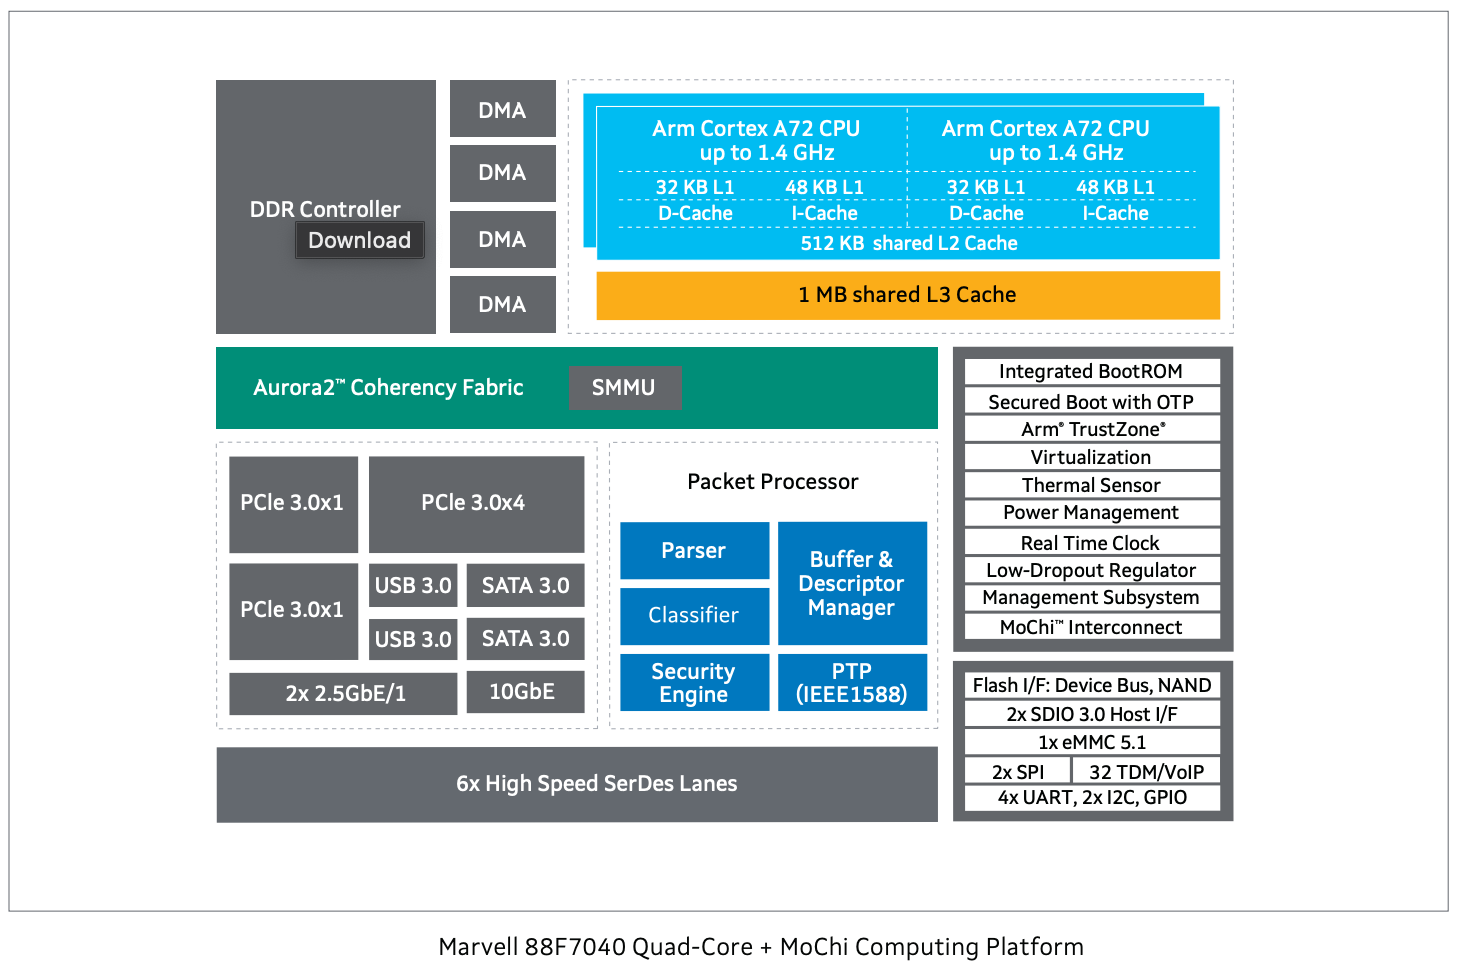 DDR Controller
Download
DMA
DMA
DMA
DMA
Arm Cortex A72 CPU
up to 1.4 GHz
32 KB L1 48 KB L1
D-Cache I-Cache
Arm Cortex A72 CPU
up to 1.4 GHz
32 KB L1 48 KB L1
D-Cache I-Cache
512 KB shared L2 Cache
1 MB shared L3 Cache
Aurora2™ Coherency Fabric
SMMU
PCIe 3.0x1
PCIe 3.0x4
PCIe 3.0x1
USB 3.0
SATA 3.0
USB 3.0
SATA 3.0
2x 2.5GbE/1
10GbE
Packet Processor
Parser
Classifier
Buffer &
Descriptor
Manager
Security
Engine
PTP
(IEEE1588)
6x High Speed SerDes Lanes
Integrated BootROM
Secured Boot with OTP
Arm® TrustZone®
Virtualization
Thermal Sensor
Power Management
Real Time Clock
Low-Dropout Regulator
Management Subsystem
MoChi™ Interconnect
Flash I/F: Device Bus, NAND
2x SDIO 3.0 Host I/F
1x eMMC 5.1
2x SPI
32 TDM/VoIP
4x UART, 2x I2C, GPIO
Marvell 88F7040 Quad-Core + MoChi Computing Platform